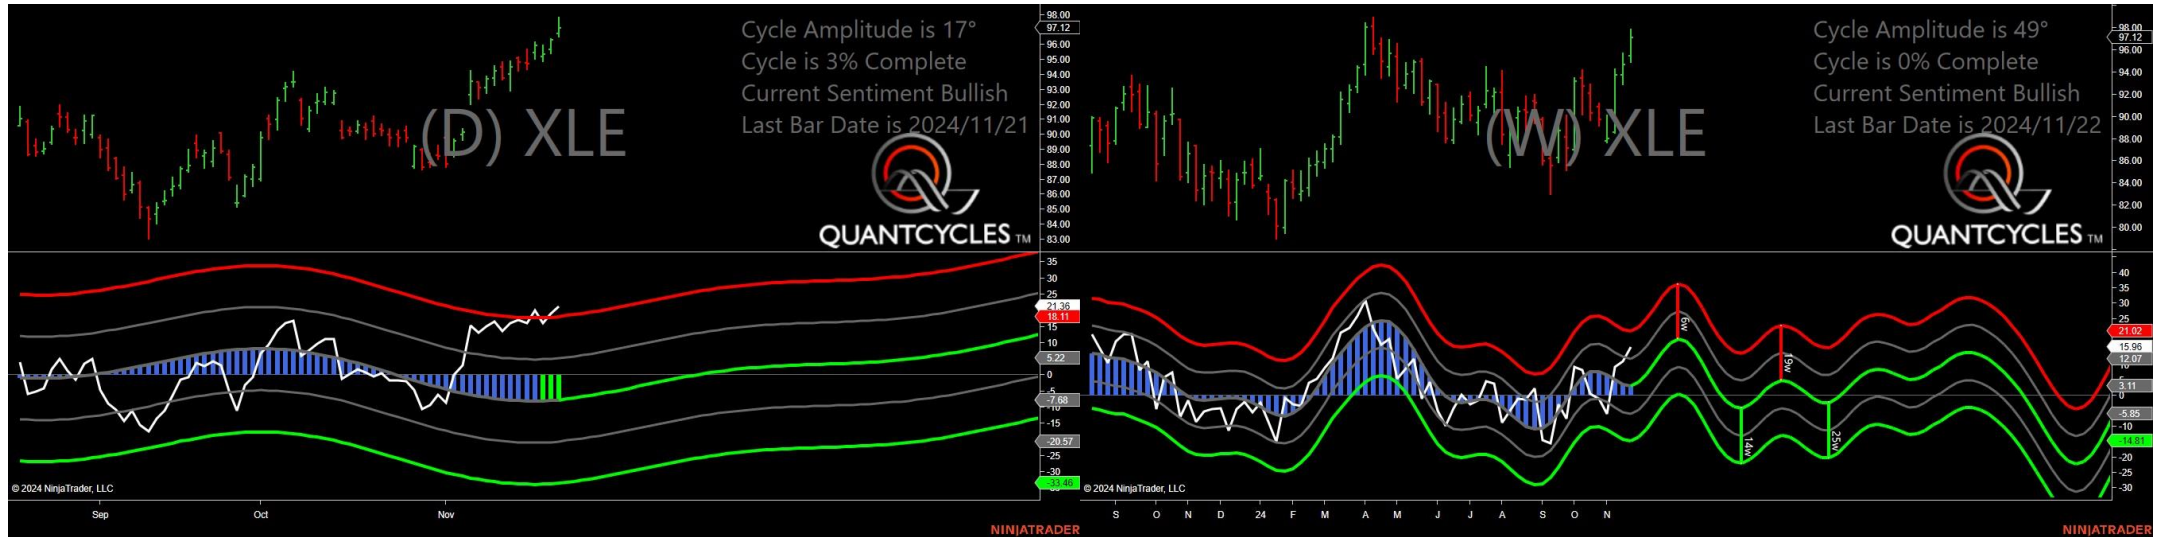 Cycle Amplitude is 17°
Cycle is 3% Complete
Current Sentiment Bullish
Last Bar Date is 2024/11/21
(D) XLE
QUANTCYCLES TM
98.00
97.12
96.00
95.00
94.00
93.00
92.00
91.00
90.00
89.00
88.00
87.00
86.00
85.00
84.00
83.00
35
25
21.36
18.11
15
10
5.22
0
-5
-7.68
-10
-15
-20.57
-25
-30
-33.46
© 2024 NinjaTrader, LLC
Sep Oct Nov
NINJATRADER
Cycle Amplitude is 49°
Cycle is 0% Complete
Current Sentiment Bullish
Last Bar Date is 2024/11/22
(W) XLE
QUANTCYCLES TM
98.00
97.12
96.00
94.00
92.00
90.00
88.00
86.00
84.00
82.00
80.00
40
35
30
25
21.02
15.96
12.07
3.11
0
-5.85
-10
-14.81
-20
-25
-30
6w
19w
14w
25w
© 2024 NinjaTrader, LLC
S O N D 24 F M A M J J A S O N
NINJATRADER